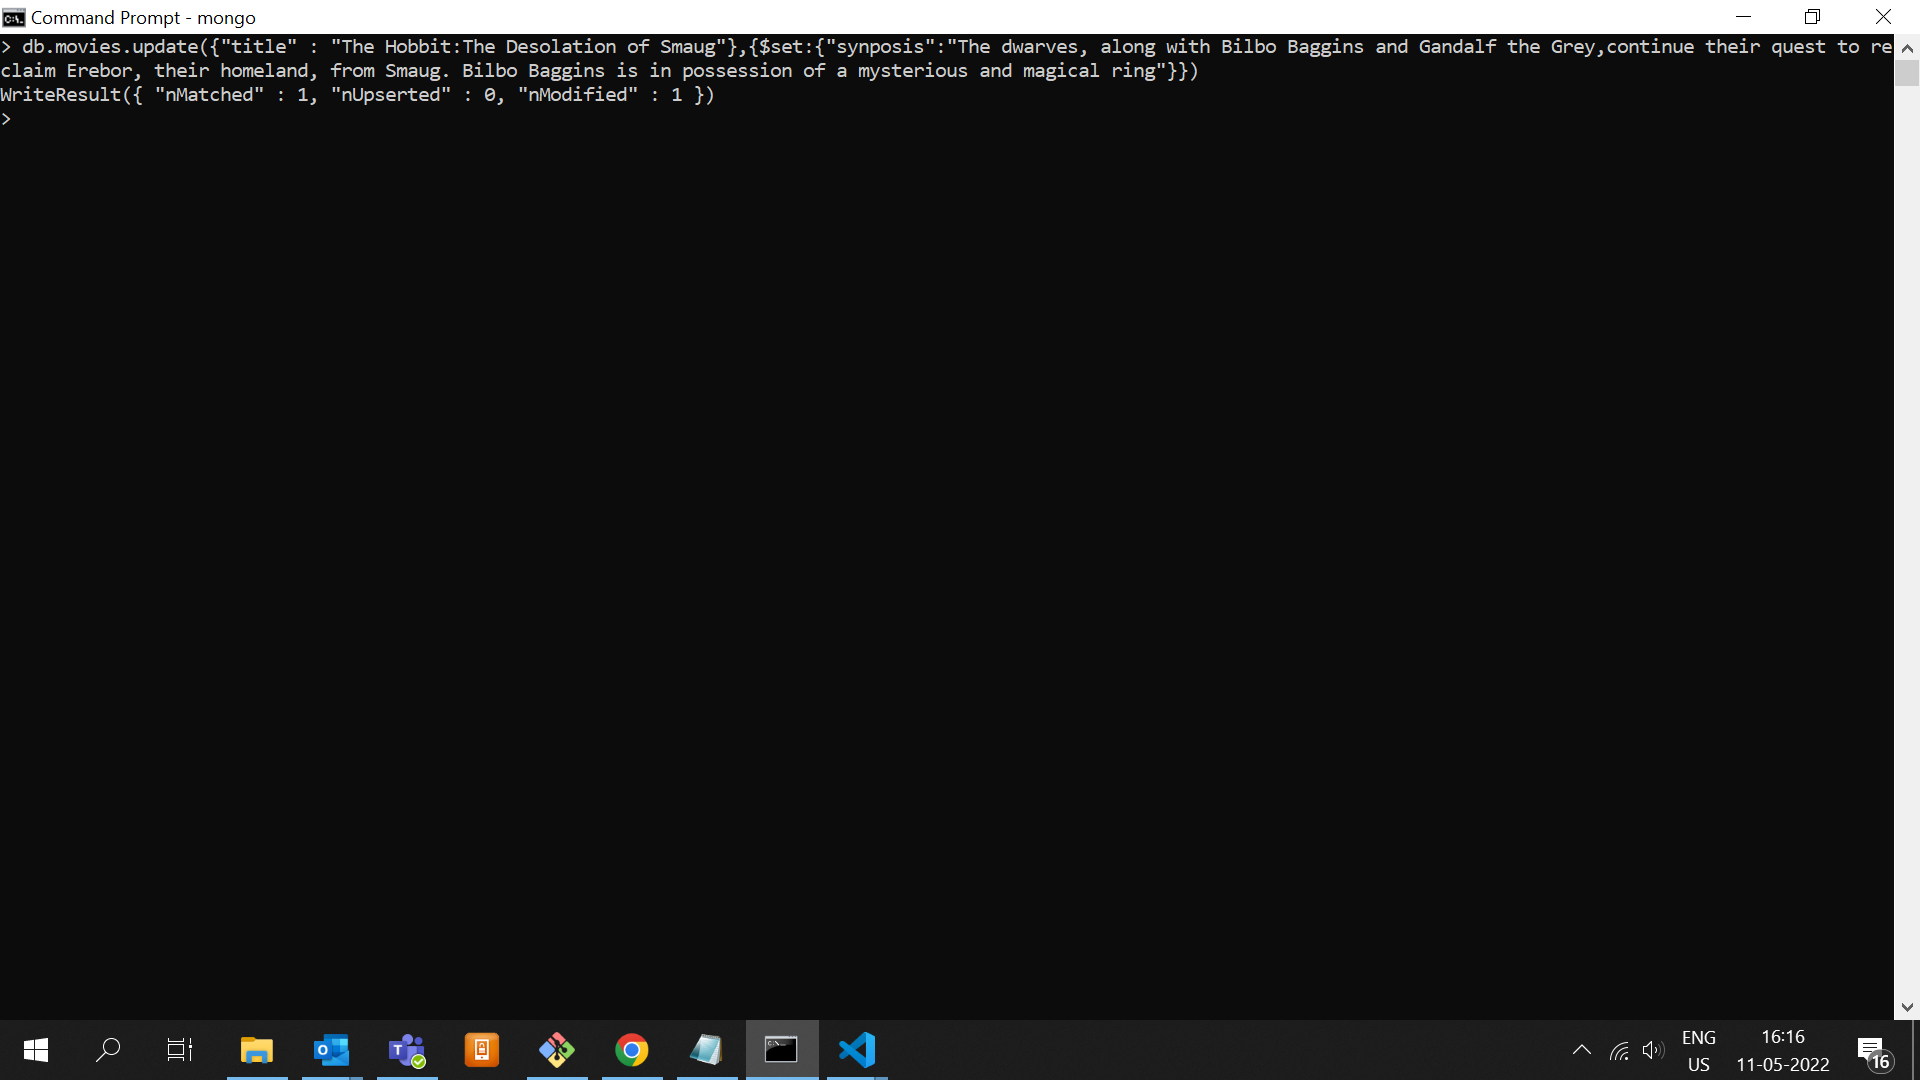 Command Prompt - mongo
> db.movies.update({"title" : "The Hobbit:The Desolation of Smaug"},{$set:{"synposis":"The dwarves, along with Bilbo Baggins and Gandalf the Grey,continue their quest to re
claim Erebor, their homeland, from Smaug. Bilbo Baggins is in possession of a mysterious and magical ring"}})
WriteResult({ "nMatched" : 1, "nUpserted" : 0, "nModified" : 1 })
>
ENG
US
16:16
11-05-2022
16